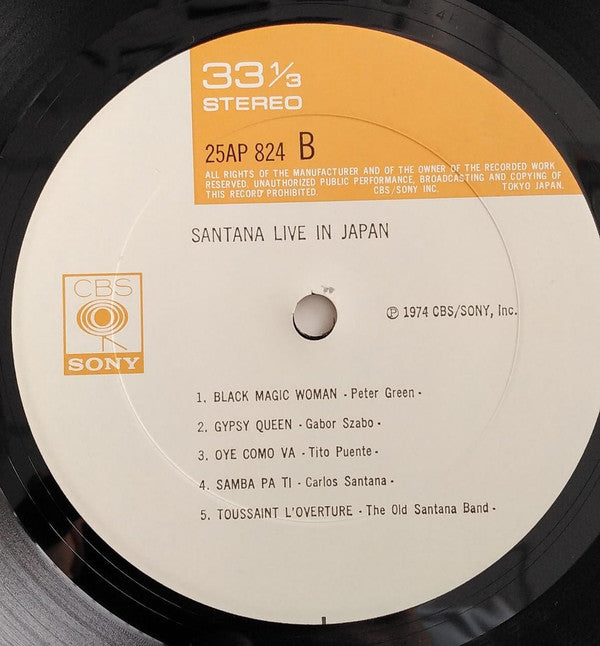 33 1/3
STEREO
25AP 824 B
ALL RIGHTS OF THE MANUFACTURER AND OF THE OWNER OF THE RECORDED WORK
RESERVED. UNAUTHORIZED PUBLIC PERFORMANCE, BROADCASTING AND COPYING OF
THIS RECORD PROHIBITED. CBS/SONY INC. TOKYO JAPAN.
SANTANA LIVE IN JAPAN
CBS
SONY
℗ 1974 CBS/SONY, Inc.
1. BLACK MAGIC WOMAN - Peter Green -
2. GYPSY QUEEN - Gabor Szabo -
3. OYE COMO VA - Tito Puente -
4. SAMBA PA TI - Carlos Santana -
5. TOUSSAINT L'OVERTURE - The Old Santana Band -